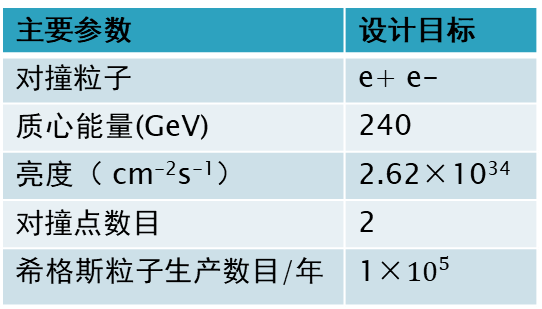 主要参数 设计目标
对撞粒子 e+ e-
质心能量(GeV) 240
亮度（ cm⁻²s⁻¹） 2.62×10³⁴
对撞点数目 2
希格斯粒子生产数目/年 1×10⁵